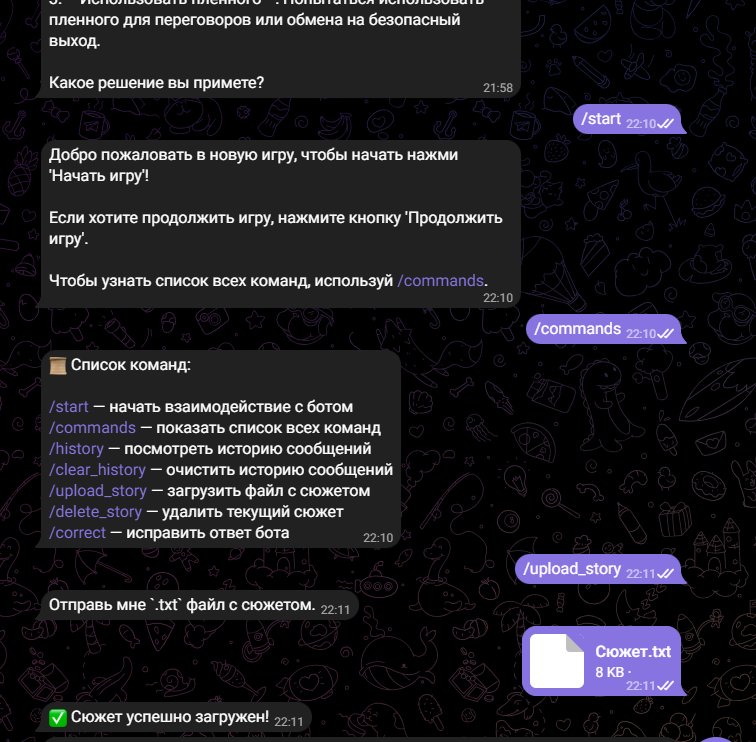 пленного для переговоров или обмена на безопасный
выход.
Какое решение вы примете?
21:58
/start 22:10
Добро пожаловать в новую игру, чтобы начать нажми
'Начать игру'!
Если хотите продолжить игру, нажмите кнопку 'Продолжить
игру'.
Чтобы узнать список всех команд, используй /commands.
22:10
/commands 22:10
Список команд:
/start — начать взаимодействие с ботом
/commands — показать список всех команд
/history — посмотреть историю сообщений
/clear_history — очистить историю сообщений
/upload_story — загрузить файл с сюжетом
/delete_story — удалить текущий сюжет
/correct — исправить ответ бота
22:10
/upload_story 22:11
Отправь мне `.txt` файл с сюжетом. 22:11
Сюжет.txt
8 KB ·
22:11
Сюжет успешно загружен! 22:11